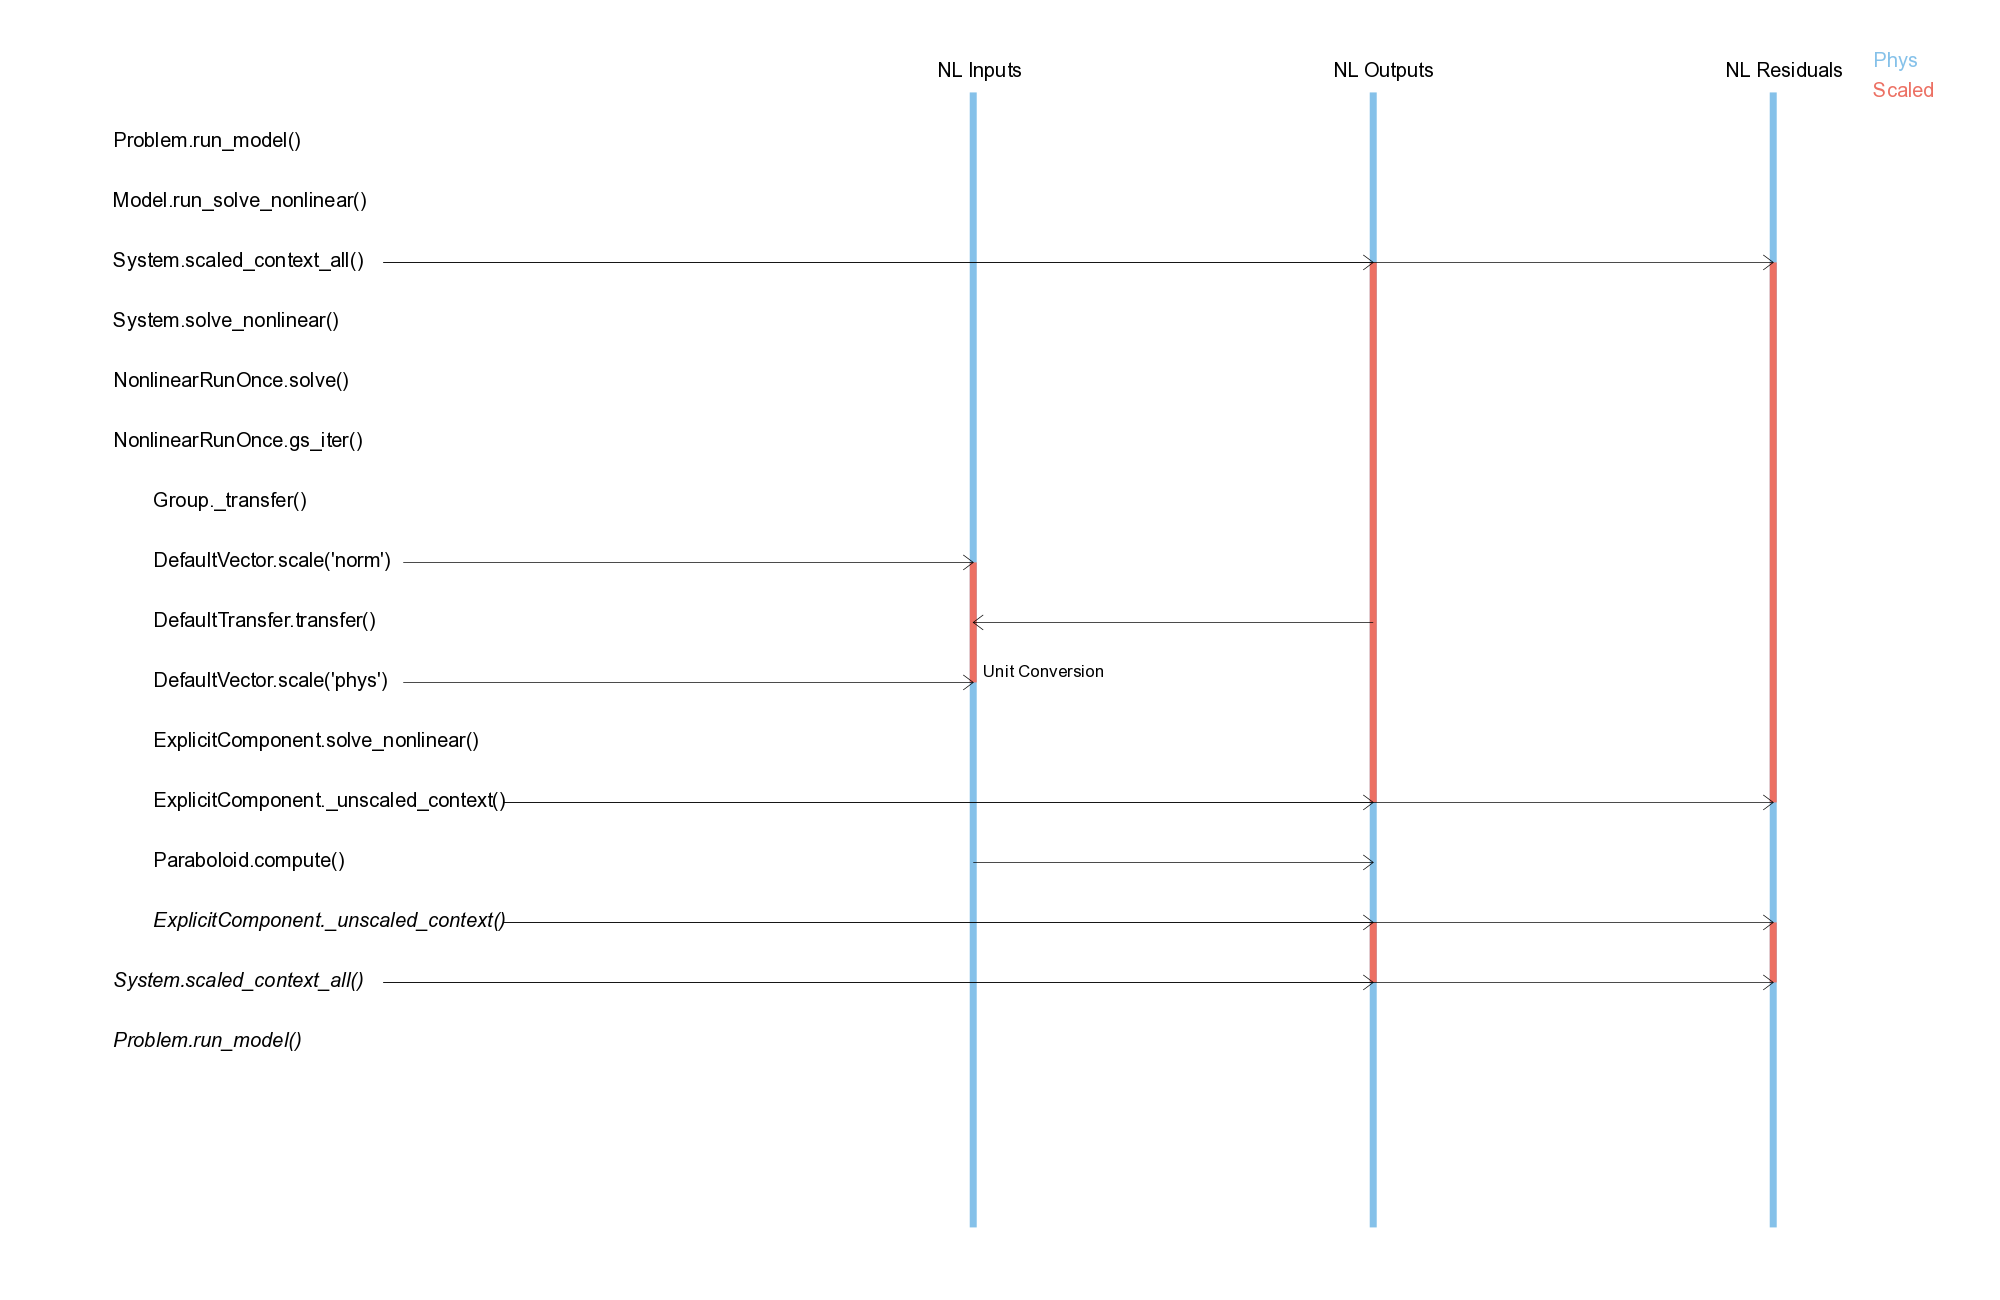 NL Inputs NL Outputs NL Residuals Phys
Scaled
Problem.run_model()
Model.run_solve_nonlinear()
System.scaled_context_all()
System.solve_nonlinear()
NonlinearRunOnce.solve()
NonlinearRunOnce.gs_iter()
Group._transfer()
DefaultVector.scale('norm')
DefaultTransfer.transfer()
DefaultVector.scale('phys') Unit Conversion
ExplicitComponent.solve_nonlinear()
ExplicitComponent._unscaled_context()
Paraboloid.compute()
ExplicitComponent._unscaled_context()
System.scaled_context_all()
Problem.run_model()